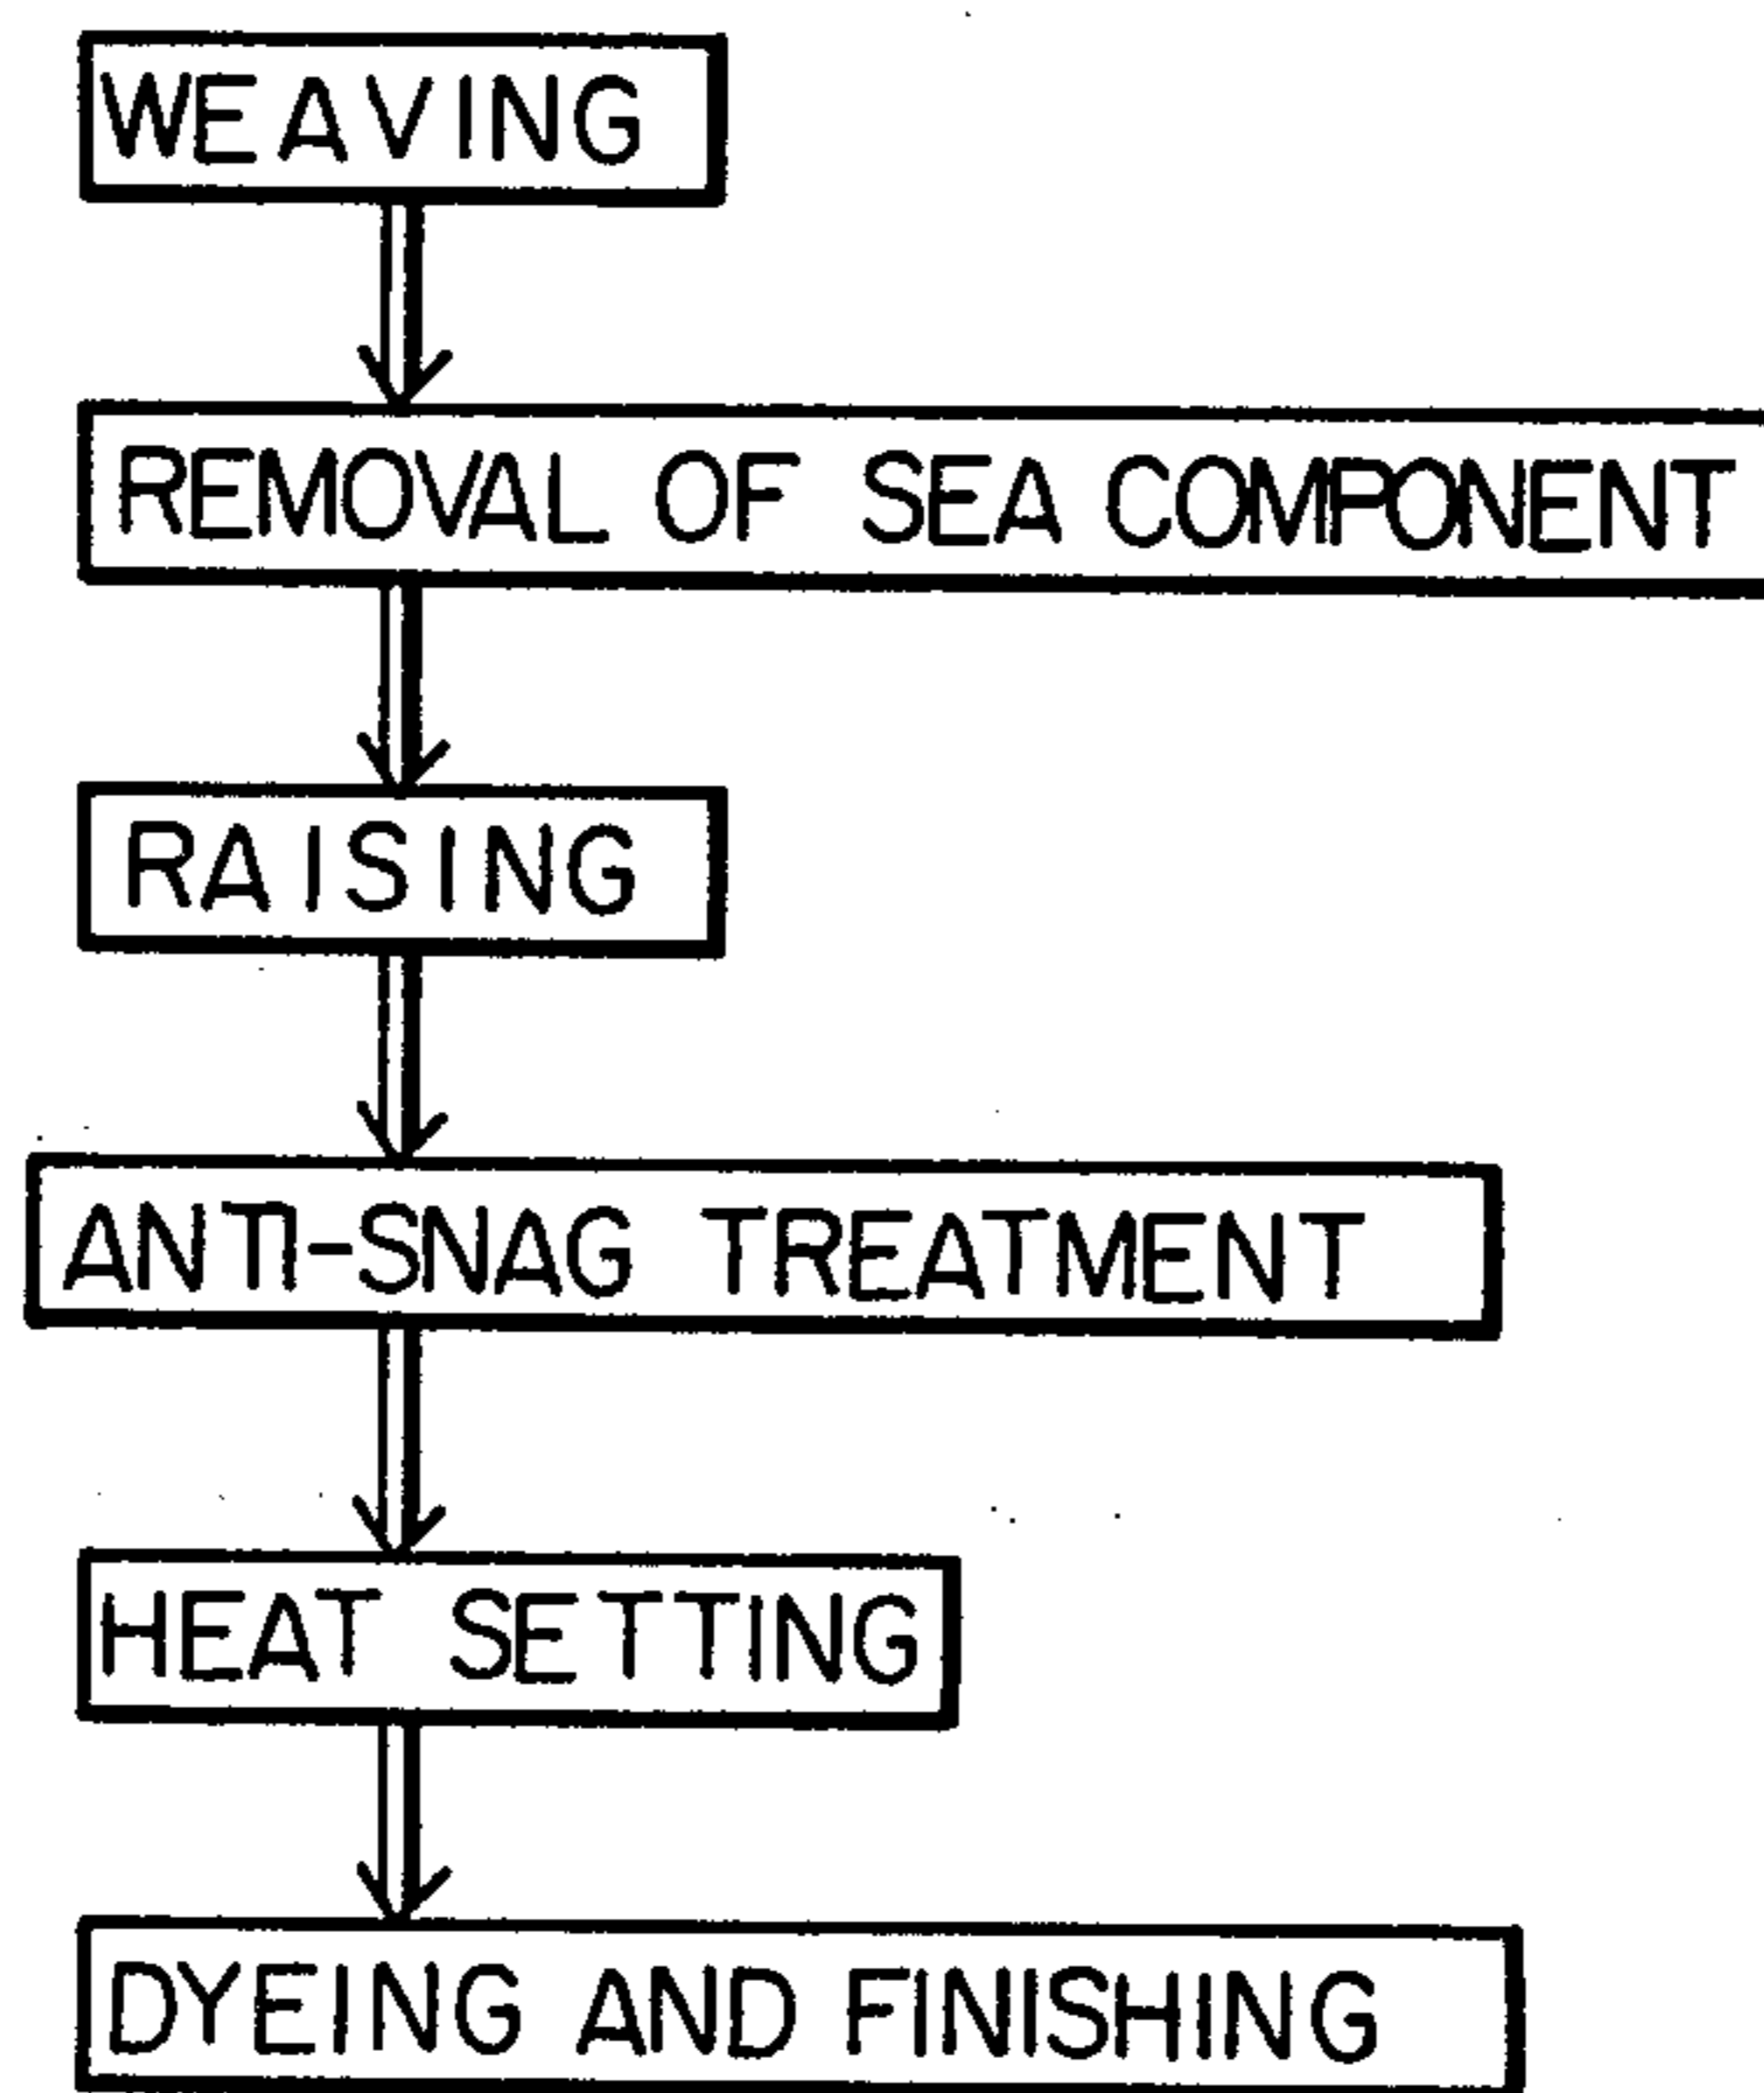 WEAVING
REMOVAL OF SEA COMPONENT
RAISING
ANTI-SNAG TREATMENT
HEAT SETTING
DYEING AND FINISHING